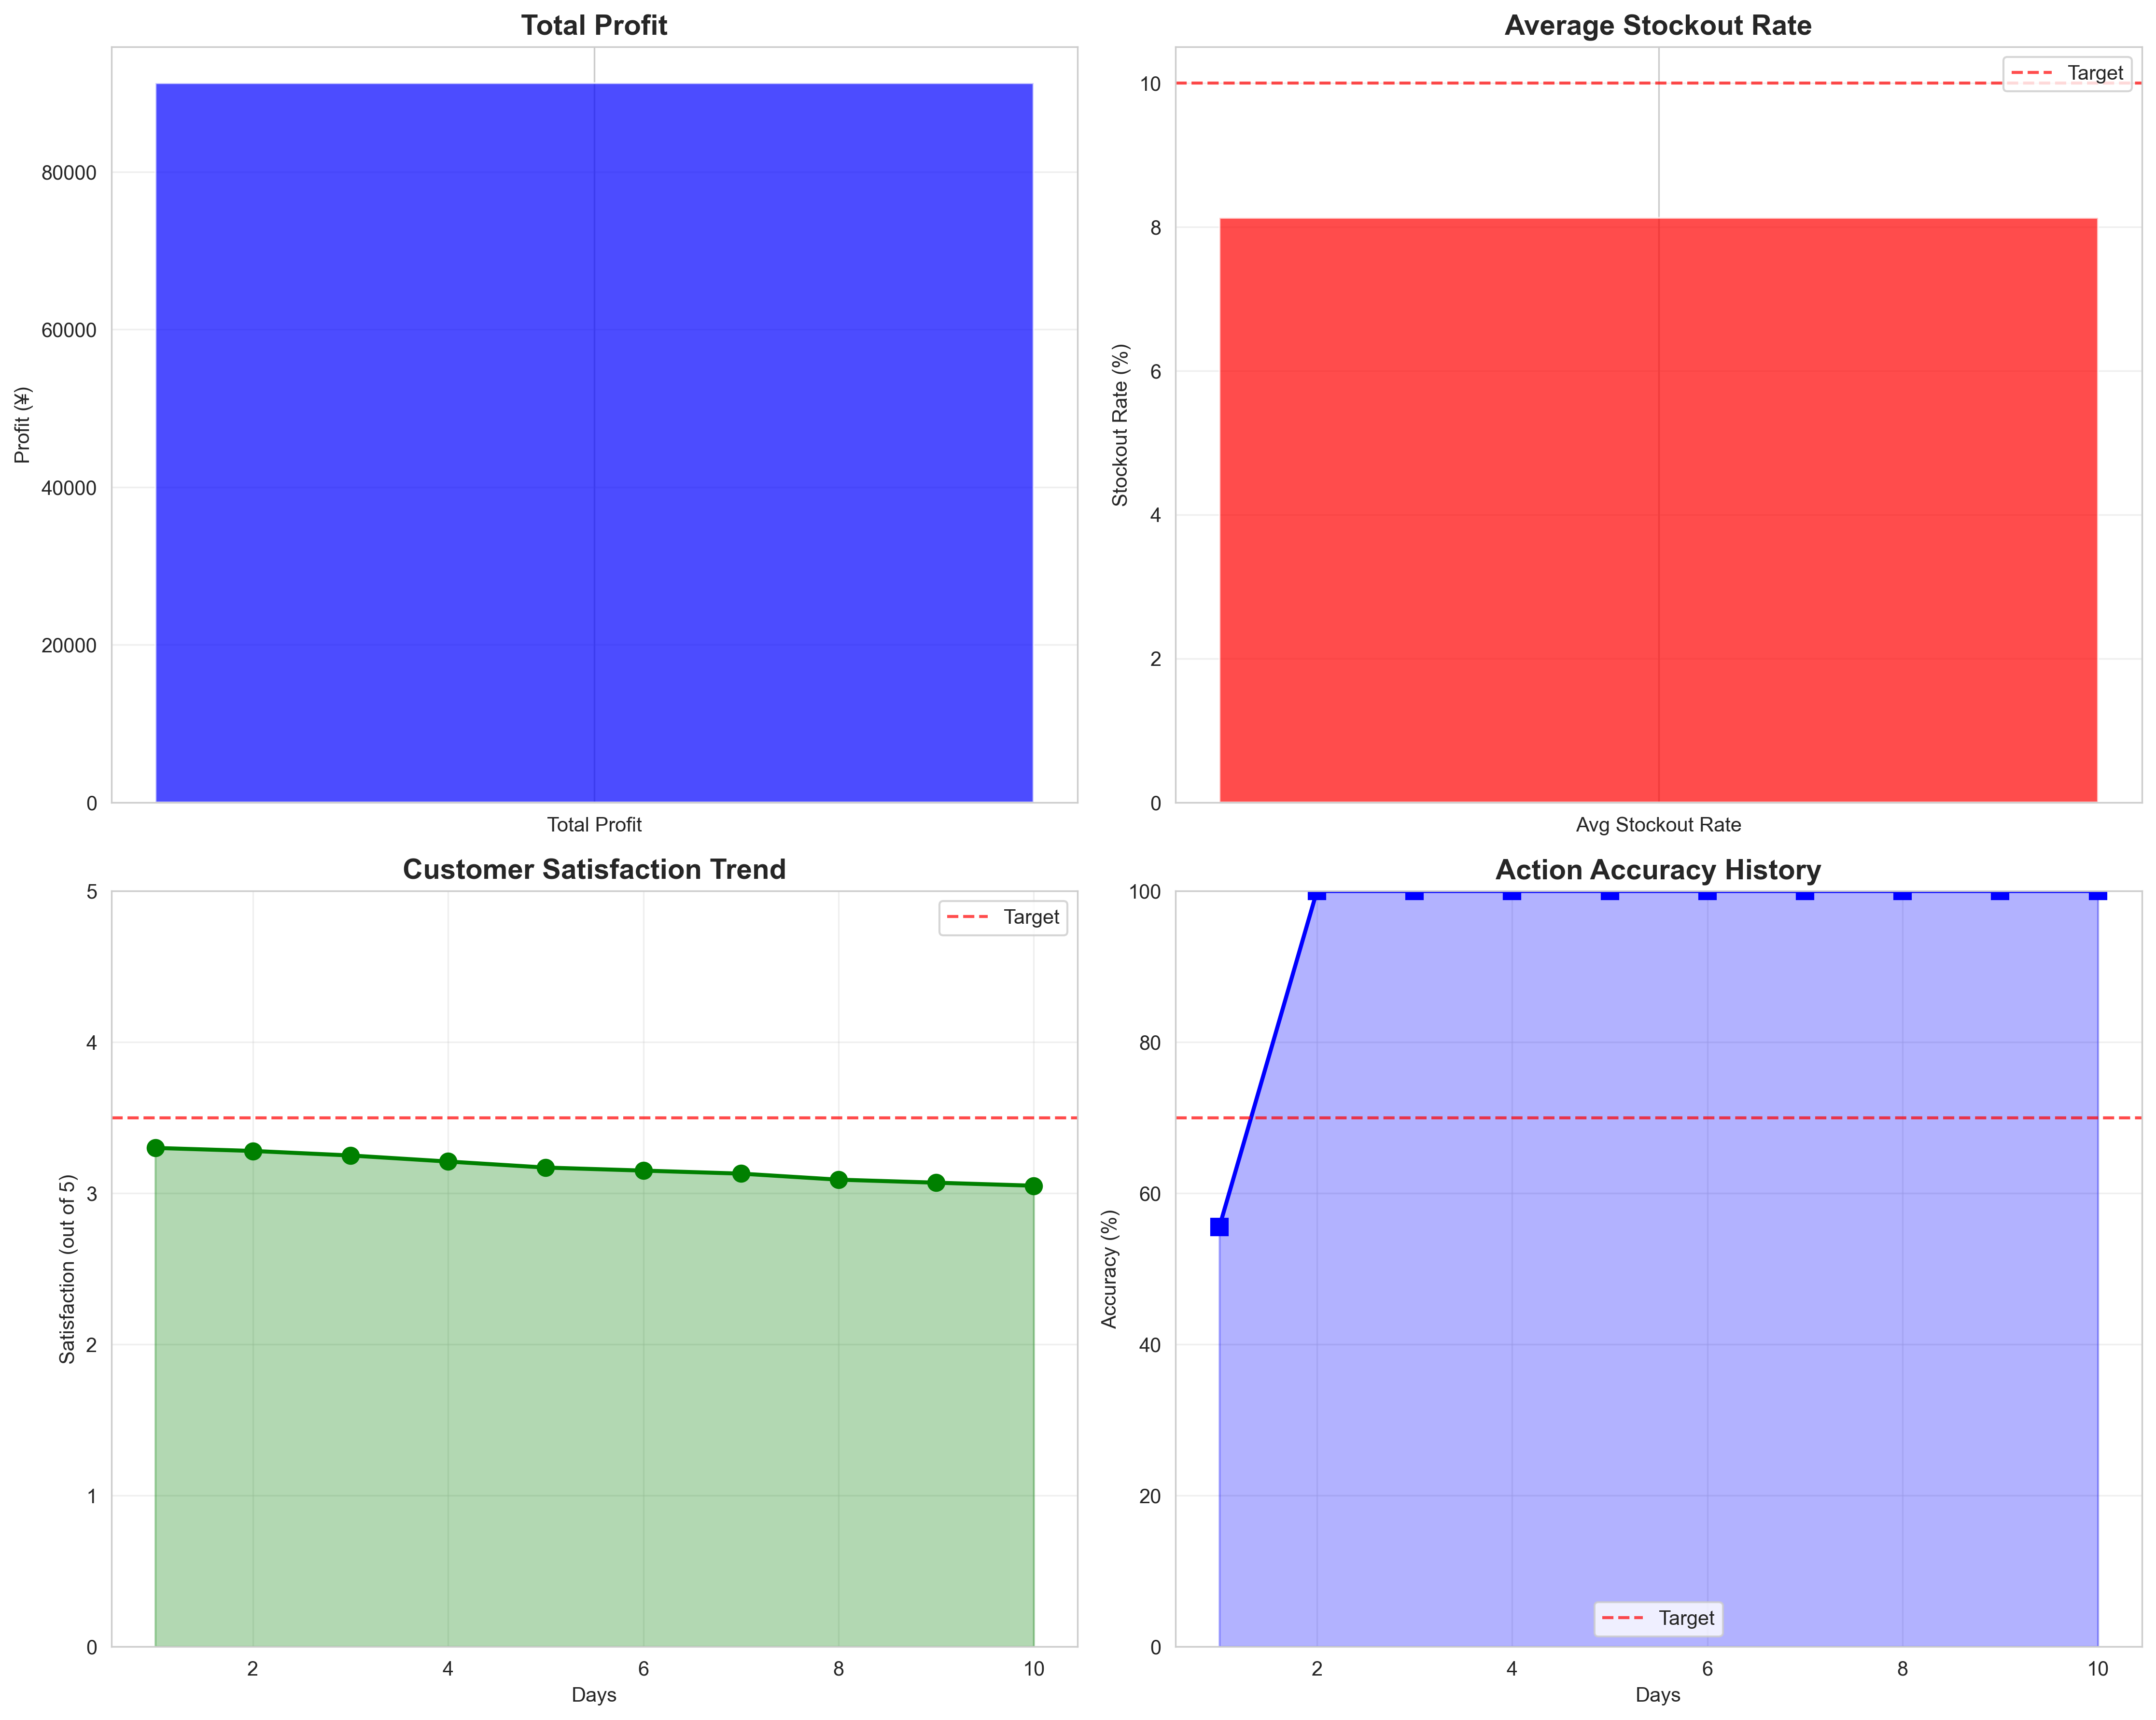 Total Profit
Profit (¥)
80000
60000
40000
20000
0
Total Profit
Average Stockout Rate
Target
Stockout Rate (%)
10
8
6
4
2
0
Avg Stockout Rate
Customer Satisfaction Trend
Target
Satisfaction (out of 5)
5
4
3
2
1
0
2 4 6 8 10
Days
Action Accuracy History
Accuracy (%)
100
80
60
40
20
0
Target
2 4 6 8 10
Days